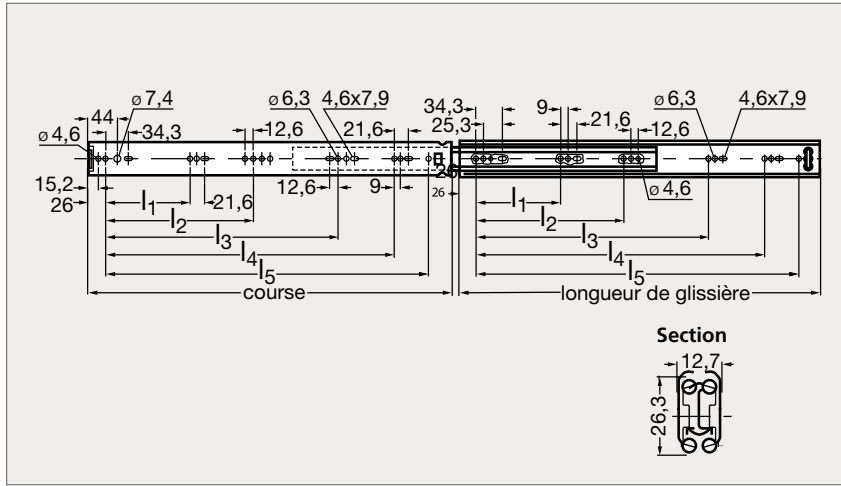 44 ø 7,4 ø 6,3 4,6x7,9 34,3 9 ø 6,3 4,6x7,9
ø 4,6 34,3 12,6 21,6 25,3 21,6 12,6
15,2 12,6 9 26 ø 4,6
26 l1 21,6 l1
l2 l2
l3 l3
l4 l4
l5 l5
course longueur de glissière
Section
12,7
26,3